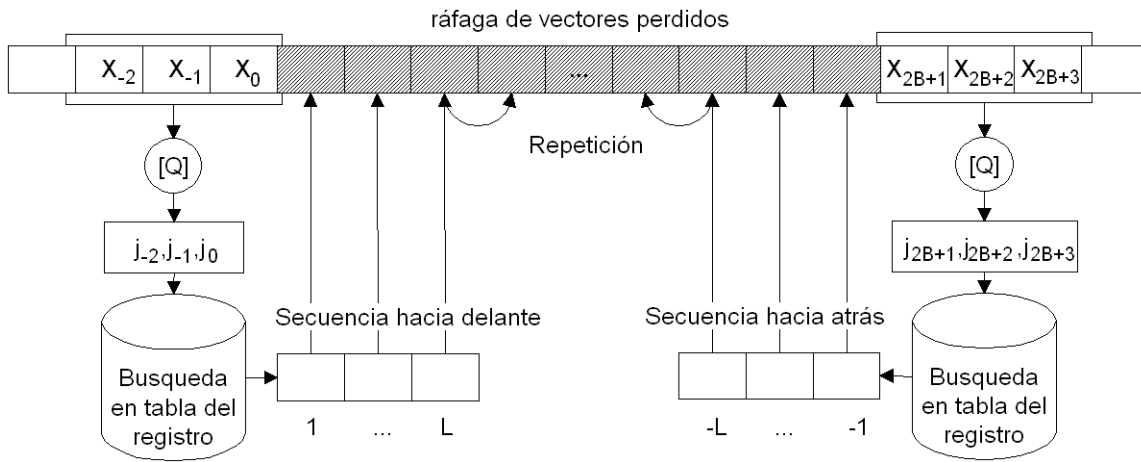 ráfaga de vectores perdidos
X-2 X-1 X0 ... X2B+1 X2B+2 X2B+3
Repetición
[Q] [Q]
j-2,j-1,j0 j2B+1,j2B+2 ,j2B+3
Secuencia hacia delante Secuencia hacia atrás
Busqueda
en tabla del
registro
1 ... L
-L ... -1
Busqueda
en tabla del
registro